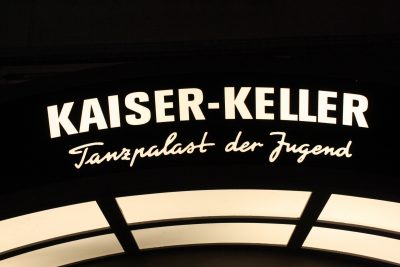 KAISER-KELLER
Tanzpalast der Jugend